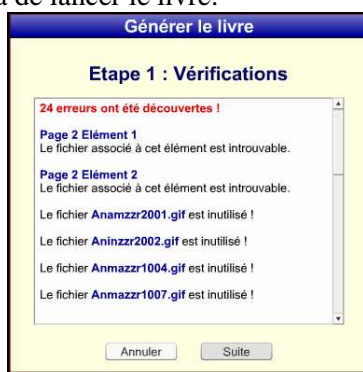 de lancer le livre.
Générer le livre
Etape 1 : Vérifications
24 erreurs ont été découvertes !
Page 2 Elément 1
Le fichier associé à cet élément est introuvable.
Page 2 Elément 2
Le fichier associé à cet élément est introuvable.
Le fichier Anamzzr2001.gif est inutilisé !
Le fichier Aninzzr2002.gif est inutilisé !
Le fichier Anmazzr1004.gif est inutilisé !
Le fichier Anmazzr1007.gif est inutilisé !
Annuler Suite